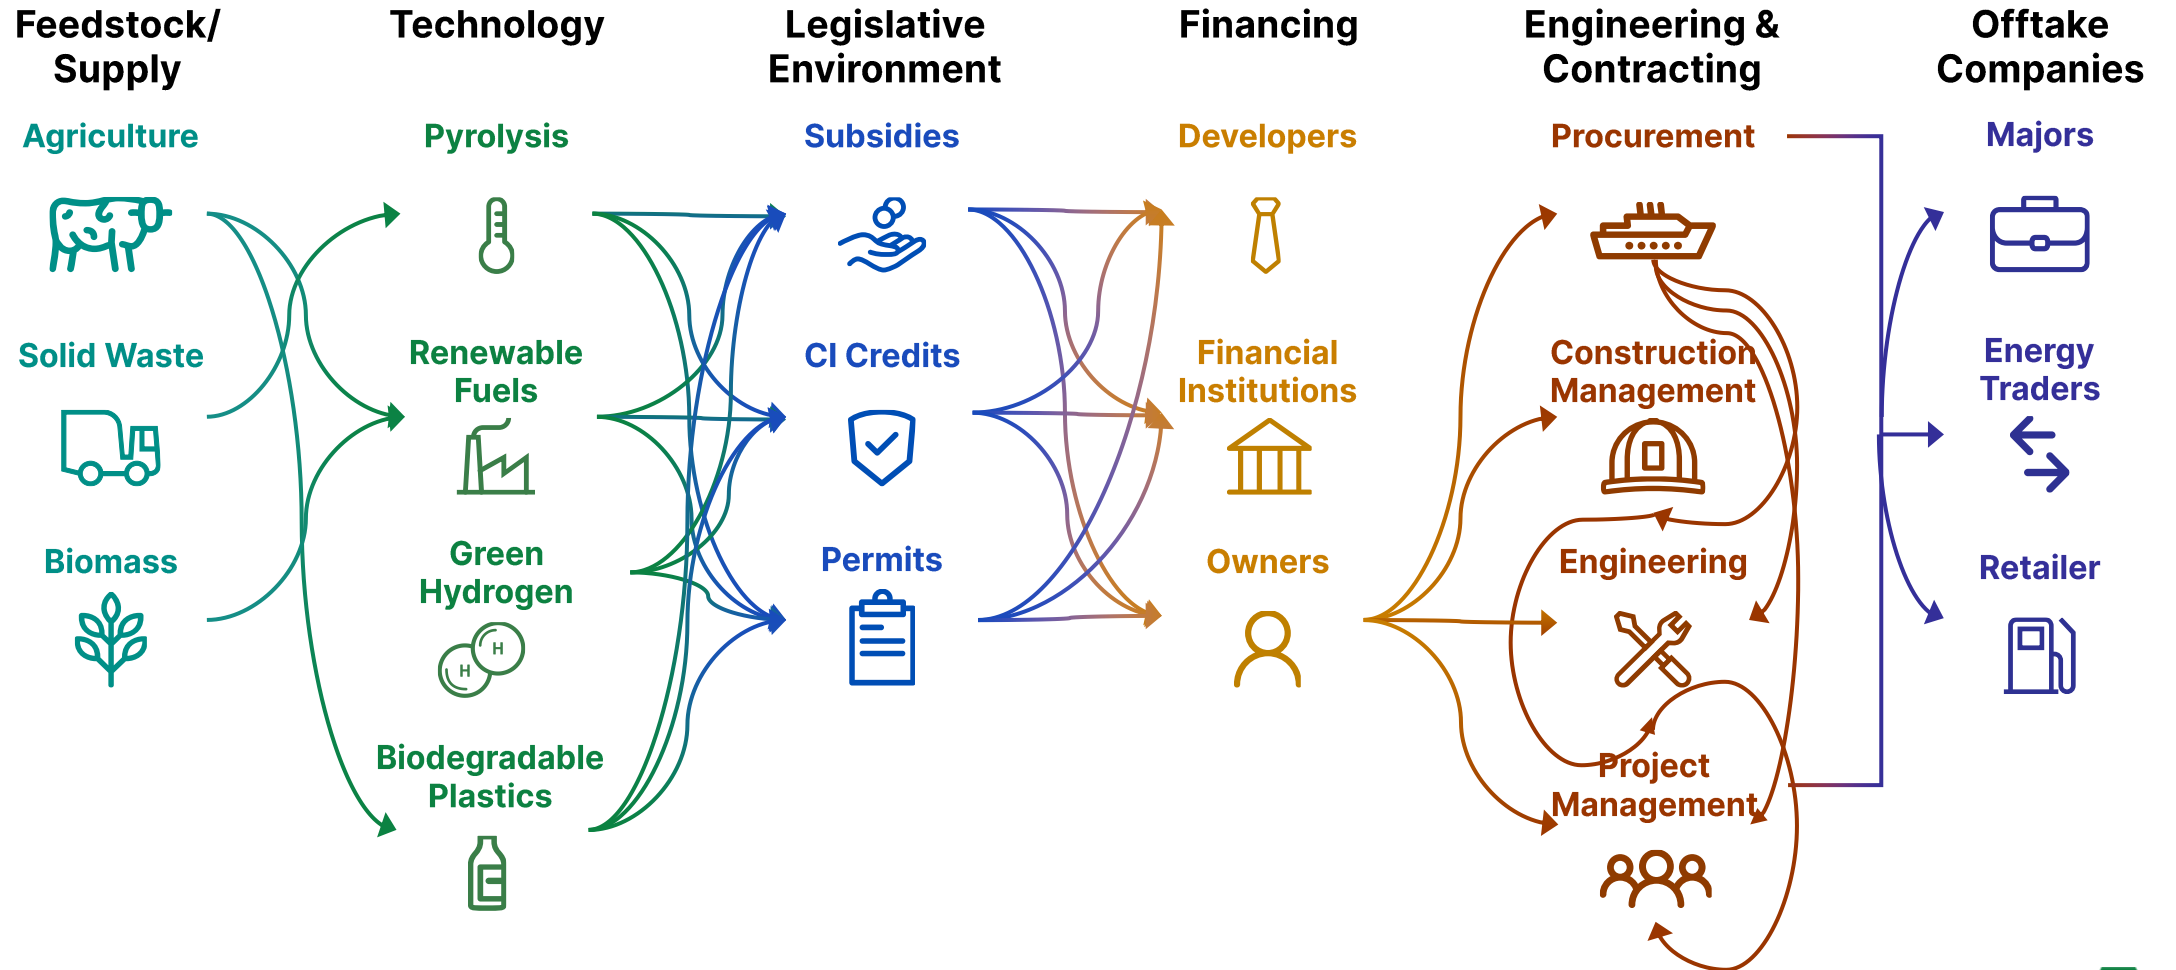 Feedstock/
Supply
Technology
Legislative
Environment
Financing
Engineering &
Contracting
Offtake
Companies
Agriculture
Solid Waste
Biomass
Pyrolysis
Renewable
Fuels
Green
Hydrogen
H
H
Biodegradable
Plastics
Subsidies
CI Credits
Permits
Developers
Financial
Institutions
Owners
Procurement
Construction
Management
Engineering
Project
Management
Majors
Energy
Traders
Retailer